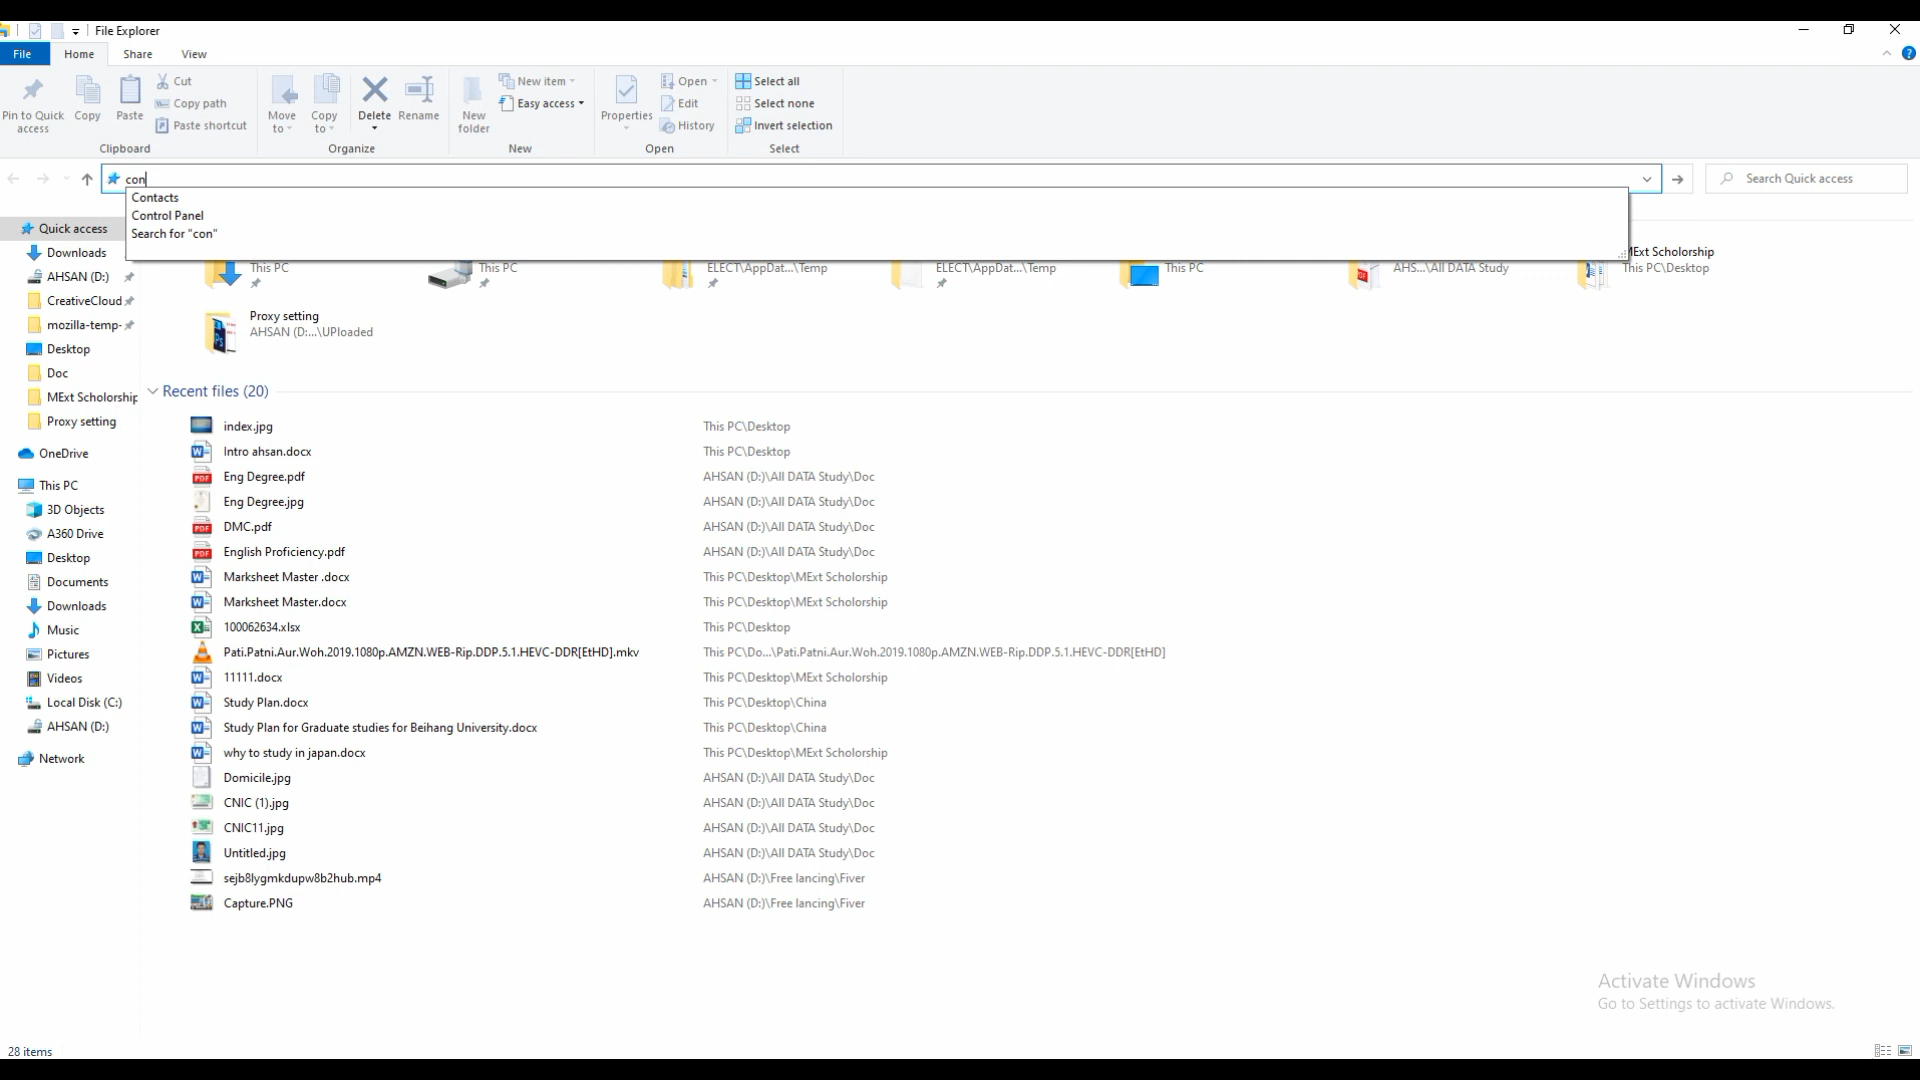 File Explorer
File Home Share View
Pin to Quick access
Copy
Paste
Cut
Copy path
Paste shortcut
Clipboard
Move to
Copy to
Delete
Rename
Organize
New folder
New item
Easy access
New
Properties
Open
Edit
History
Open
Select all
Select none
Invert selection
Select
con
Search Quick access
Contacts
Control Panel
Search for "con"
Quick access
Downloads
AHSAN (D:)
CreativeCloud
mozilla-temp-
Desktop
Doc
MExt Scholorship
Proxy setting
OneDrive
This PC
3D Objects
A360 Drive
Desktop
Documents
Downloads
Music
Pictures
Videos
Local Disk (C:)
AHSAN (D:)
Network
This PC
This PC
ELECT\AppDat...\Temp
ELECT\AppDat...\Temp
This PC
AHS...\All DATA Study
MExt Scholorship
This PC\Desktop
Proxy setting
AHSAN (D:...\UPloaded
Recent files (20)
index.jpg This PC\Desktop
Intro ahsan.docx This PC\Desktop
Eng Degree.pdf AHSAN (D:)\All DATA Study\Doc
Eng Degree.jpg AHSAN (D:)\All DATA Study\Doc
DMC.pdf AHSAN (D:)\All DATA Study\Doc
English Proficiency.pdf AHSAN (D:)\All DATA Study\Doc
Marksheet Master .docx This PC\Desktop\MExt Scholorship
Marksheet Master.docx This PC\Desktop\MExt Scholorship
100062634.xlsx This PC\Desktop
Pati.Patni.Aur.Woh.2019.1080p.AMZN.WEB-Rip.DDP.5.1.HEVC-DDR[EtHD].mkv This PC\Do...\Pati.Patni.Aur.Woh.2019.1080p.AMZN.WEB-Rip.DDP.5.1.HEVC-DDR[EtHD]
11111.docx This PC\Desktop\MExt Scholorship
Study Plan.docx This PC\Desktop\China
Study Plan for Graduate studies for Beihang University.docx This PC\Desktop\China
why to study in japan.docx This PC\Desktop\MExt Scholorship
Domicile.jpg AHSAN (D:)\All DATA Study\Doc
CNIC (1).jpg AHSAN (D:)\All DATA Study\Doc
CNIC11.jpg AHSAN (D:)\All DATA Study\Doc
Untitled.jpg AHSAN (D:)\All DATA Study\Doc
sejb8lygmkdupw8b2hub.mp4 AHSAN (D:)\Free lancing\Fiver
Capture.PNG AHSAN (D:)\Free lancing\Fiver
Activate Windows
Go to Settings to activate Windows.
28 items